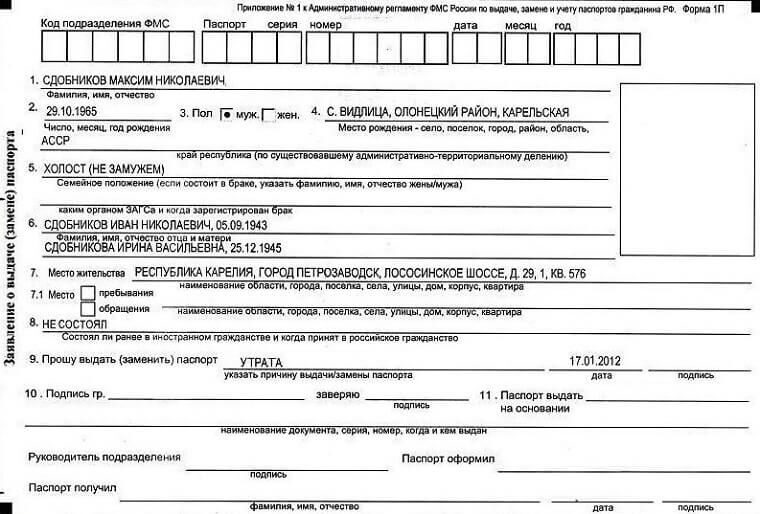 Приложение № 1 к Административному регламенту ФМС России по выдаче, замене и учету паспортов гражданина РФ. Форма 1П
Код подразделения ФМС Паспорт серия номер дата месяц год
1. СДОБНИКОВ МАКСИМ НИКОЛАЕВИЧ
Фамилия, имя, отчество
2. 29.10.1965 3. Пол муж. жен. 4. С. ВИДЛИЦА, ОЛОНЕЦКИЙ РАЙОН, КАРЕЛЬСКАЯ
Число, месяц, год рождения Место рождения - село, поселок, город, район, область,
АССР
край республика (по существовавшему административно-территориальному делению)
5. ХОЛОСТ (НЕ ЗАМУЖЕМ)
Семейное положение (если состоит в браке, указать фамилию, имя, отчество жены/мужа)
каким органом ЗАГСа и когда зарегистрирован брак
6. СДОБНИКОВ ИВАН НИКОЛАЕВИЧ, 05.09.1943
Фамилия, имя, отчество отца и матери
СДОБНИКОВА ИРИНА ВАСИЛЬЕВНА, 25.12.1945
7. Место жительства РЕСПУБЛИКА КАРЕЛИЯ, ГОРОД ПЕТРОЗАВОДСК, ЛОСОСИНСКОЕ ШОССЕ, Д. 29, 1, КВ. 576
наименование области, города, поселка, села, улицы, дом, корпус, квартира
7.1 Место пребывания
обращения наименование области, города, поселка, села, улицы, дом, корпус, квартира
8. НЕ СОСТОЯЛ
Состоял ли ранее в иностранном гражданстве и когда принят в российское гражданство
9. Прошу выдать (заменить) паспорт УТРАТА 17.01.2012
указать причину выдачи/замены паспорта дата подпись
10. Подпись гр. заверяю 11. Паспорт выдать
подпись на основании
наименование документа, серия, номер, когда и кем выдан
Руководитель подразделения Паспорт оформил
подпись
Паспорт получил
фамилия, имя, отчество дата подпись
Заявление о выдаче (замене) паспорта